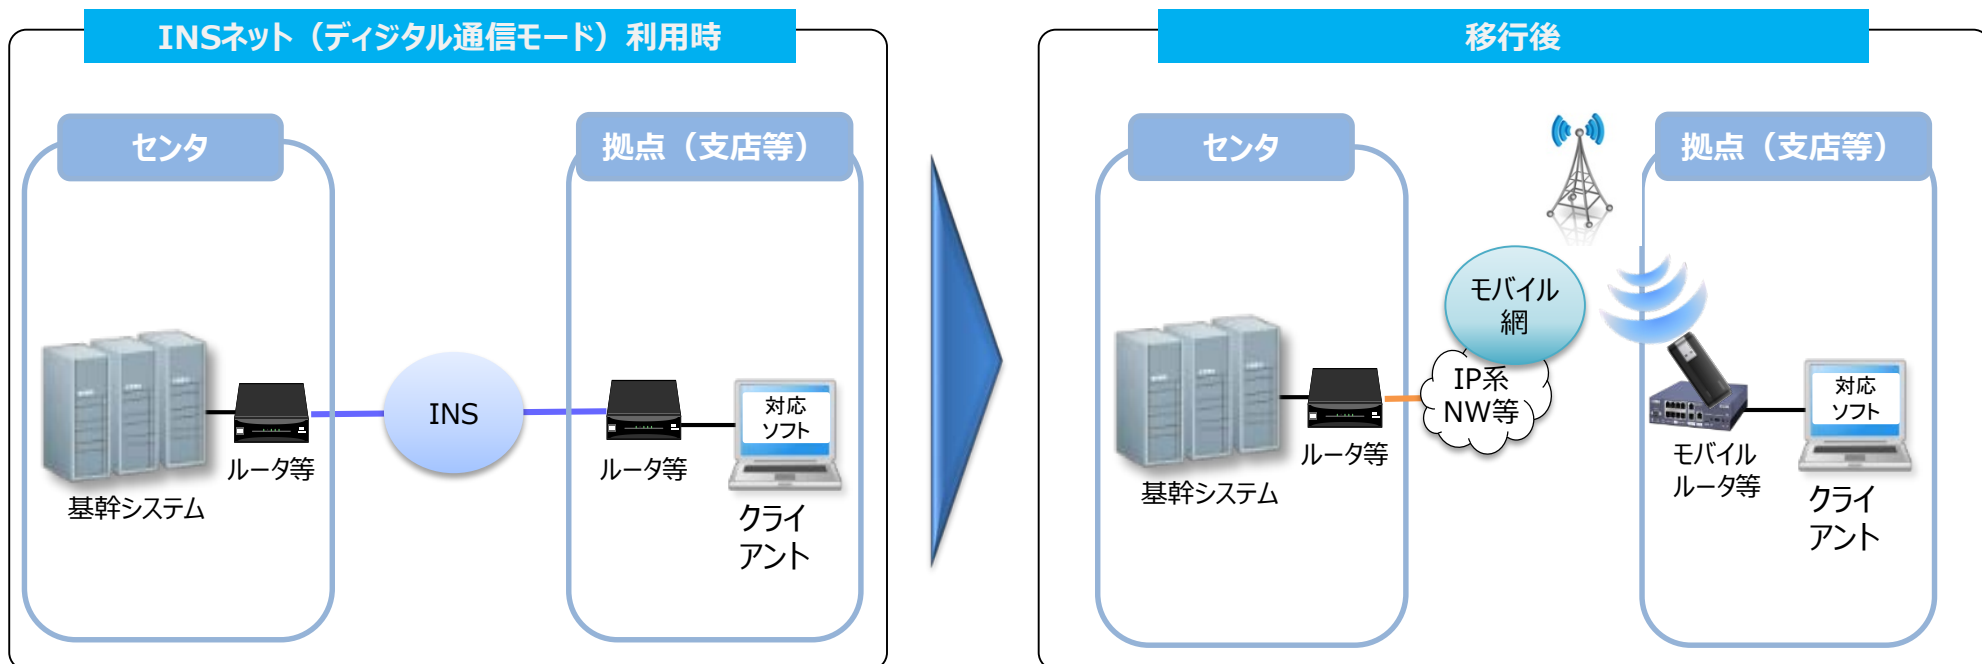 INSネット（ディジタル通信モード）利用時
センタ
拠点（支店等）
INS
対応
ソフト
ルータ等
ルータ等
基幹システム
クライ
アント
移行後
センタ
拠点（支店等）
モバイル
網
IP系
NW等
対応
ソフト
ルータ等
モバイル
ルータ等
基幹システム
クライ
アント